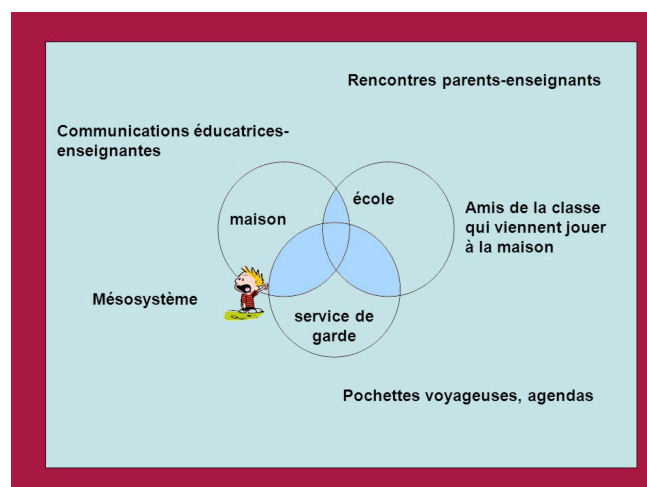 Rencontres parents-enseignants
Communications éducatrices-
enseignantes
école
maison
Amis de la classe
qui viennent jouer
à la maison
Mésosystème
service de
garde
Pochettes voyageuses, agendas